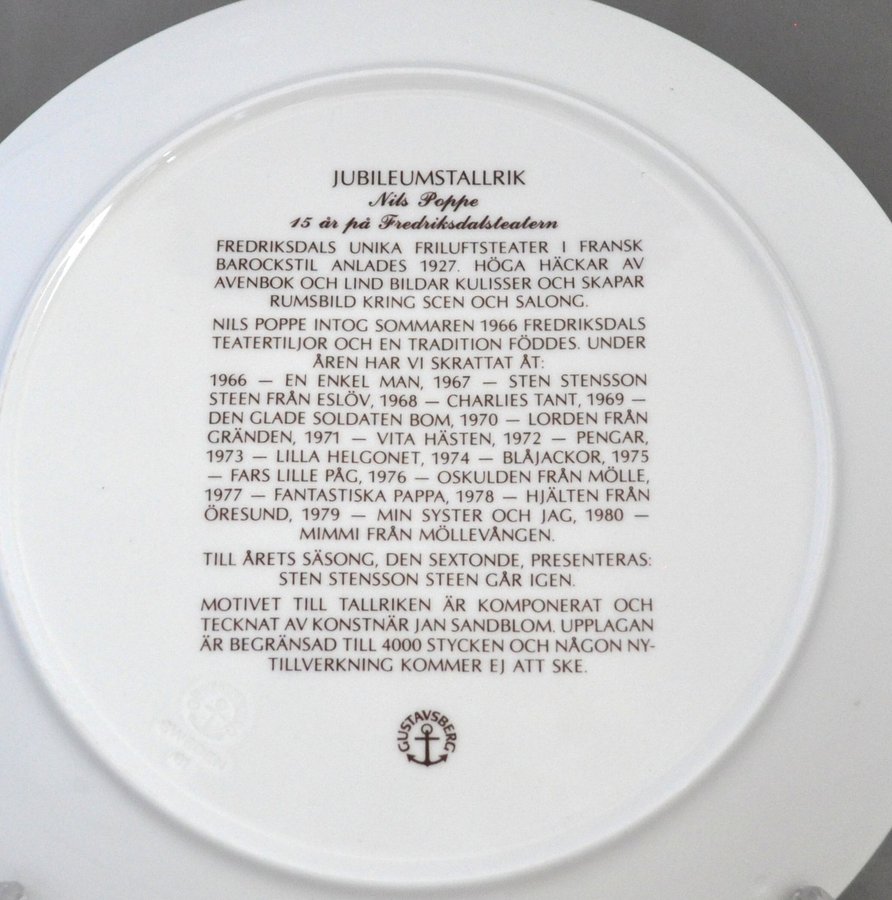 JUBILEUMSTALLRIK
Nils Poppe
15 år på Fredriksdalsteatern
FREDRIKSDALS UNIKA FRILUFTSTEATER I FRANSK
BAROCKSTIL ANLADES 1927. HÖGA HÄCKAR AV
AVENBOK OCH LIND BILDAR KULISSER OCH SKAPAR
RUMSBILD KRING SCEN OCH SALONG.
NILS POPPE INTOG SOMMAREN 1966 FREDRIKSDALS
TEATERTILJOR OCH EN TRADITION FÖDDES. UNDER
ÅREN HAR VI SKRATTAT ÅT:
1966 — EN ENKEL MAN, 1967 — STEN STENSSON
STEEN FRÅN ESLÖV, 1968 — CHARLIES TANT, 1969 —
DEN GLADE SOLDATEN BOM, 1970 — LORDEN FRÅN
GRÄNDEN, 1971 — VITA HÄSTEN, 1972 — PENGAR,
1973 — LILLA HELGONET, 1974 — BLÅJACKOR, 1975
— FARS LILLE PÅG, 1976 — OSKULDEN FRÅN MÖLLE,
1977 — FANTASTISKA PAPPA, 1978 — HJÄLTEN FRÅN
ÖRESUND, 1979 — MIN SYSTER OCH JAG, 1980 —
MIMMI FRÅN MÖLLEVÅNGEN.
TILL ÅRETS SÄSONG, DEN SEXTONDE, PRESENTERAS:
STEN STENSSON STEEN GÅR IGEN.
MOTIVET TILL TALLRIKEN ÄR KOMPONERAT OCH
TECKNAT AV KONSTNÄR JAN SANDBLOM. UPPLAGAN
ÄR BEGRÄNSAD TILL 4000 STYCKEN OCH NÅGON NY-
TILLVERKNING KOMMER EJ ATT SKE.
GUSTAVSBERG